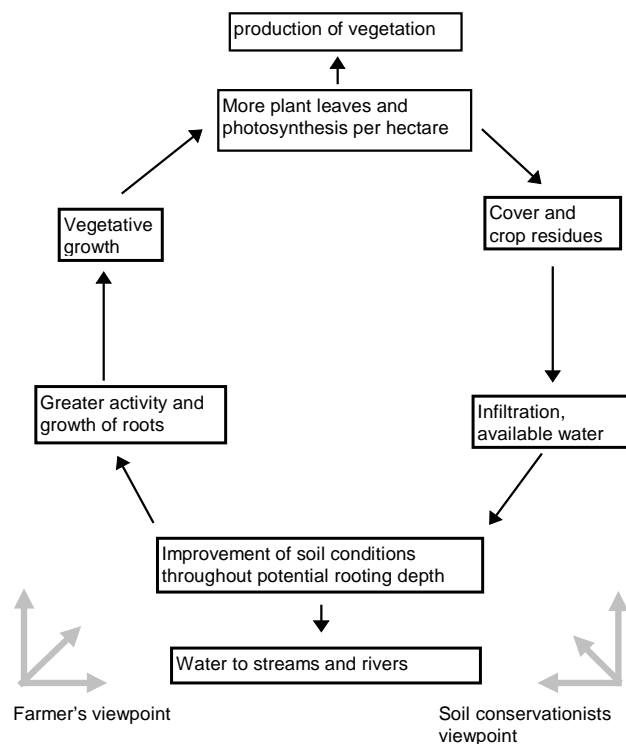 production of vegetation
More plant leaves and
photosynthesis per hectare
Vegetative
growth
Cover and
crop residues
Greater activity and
growth of roots
Infiltration,
available water
Improvement of soil conditions
throughout potential rooting depth
Water to streams and rivers
Farmer's viewpoint
Soil conservationists
viewpoint